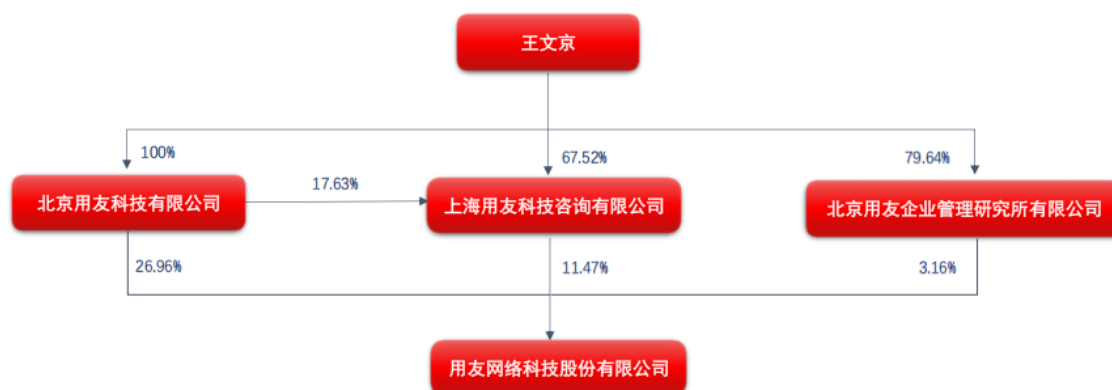 王文京
100%
67.52%
79.64%
北京用友科技有限公司
17.63%
上海用友科技咨询有限公司
北京用友企业管理研究所有限公司
26.96%
11.47%
3.16%
用友网络科技股份有限公司